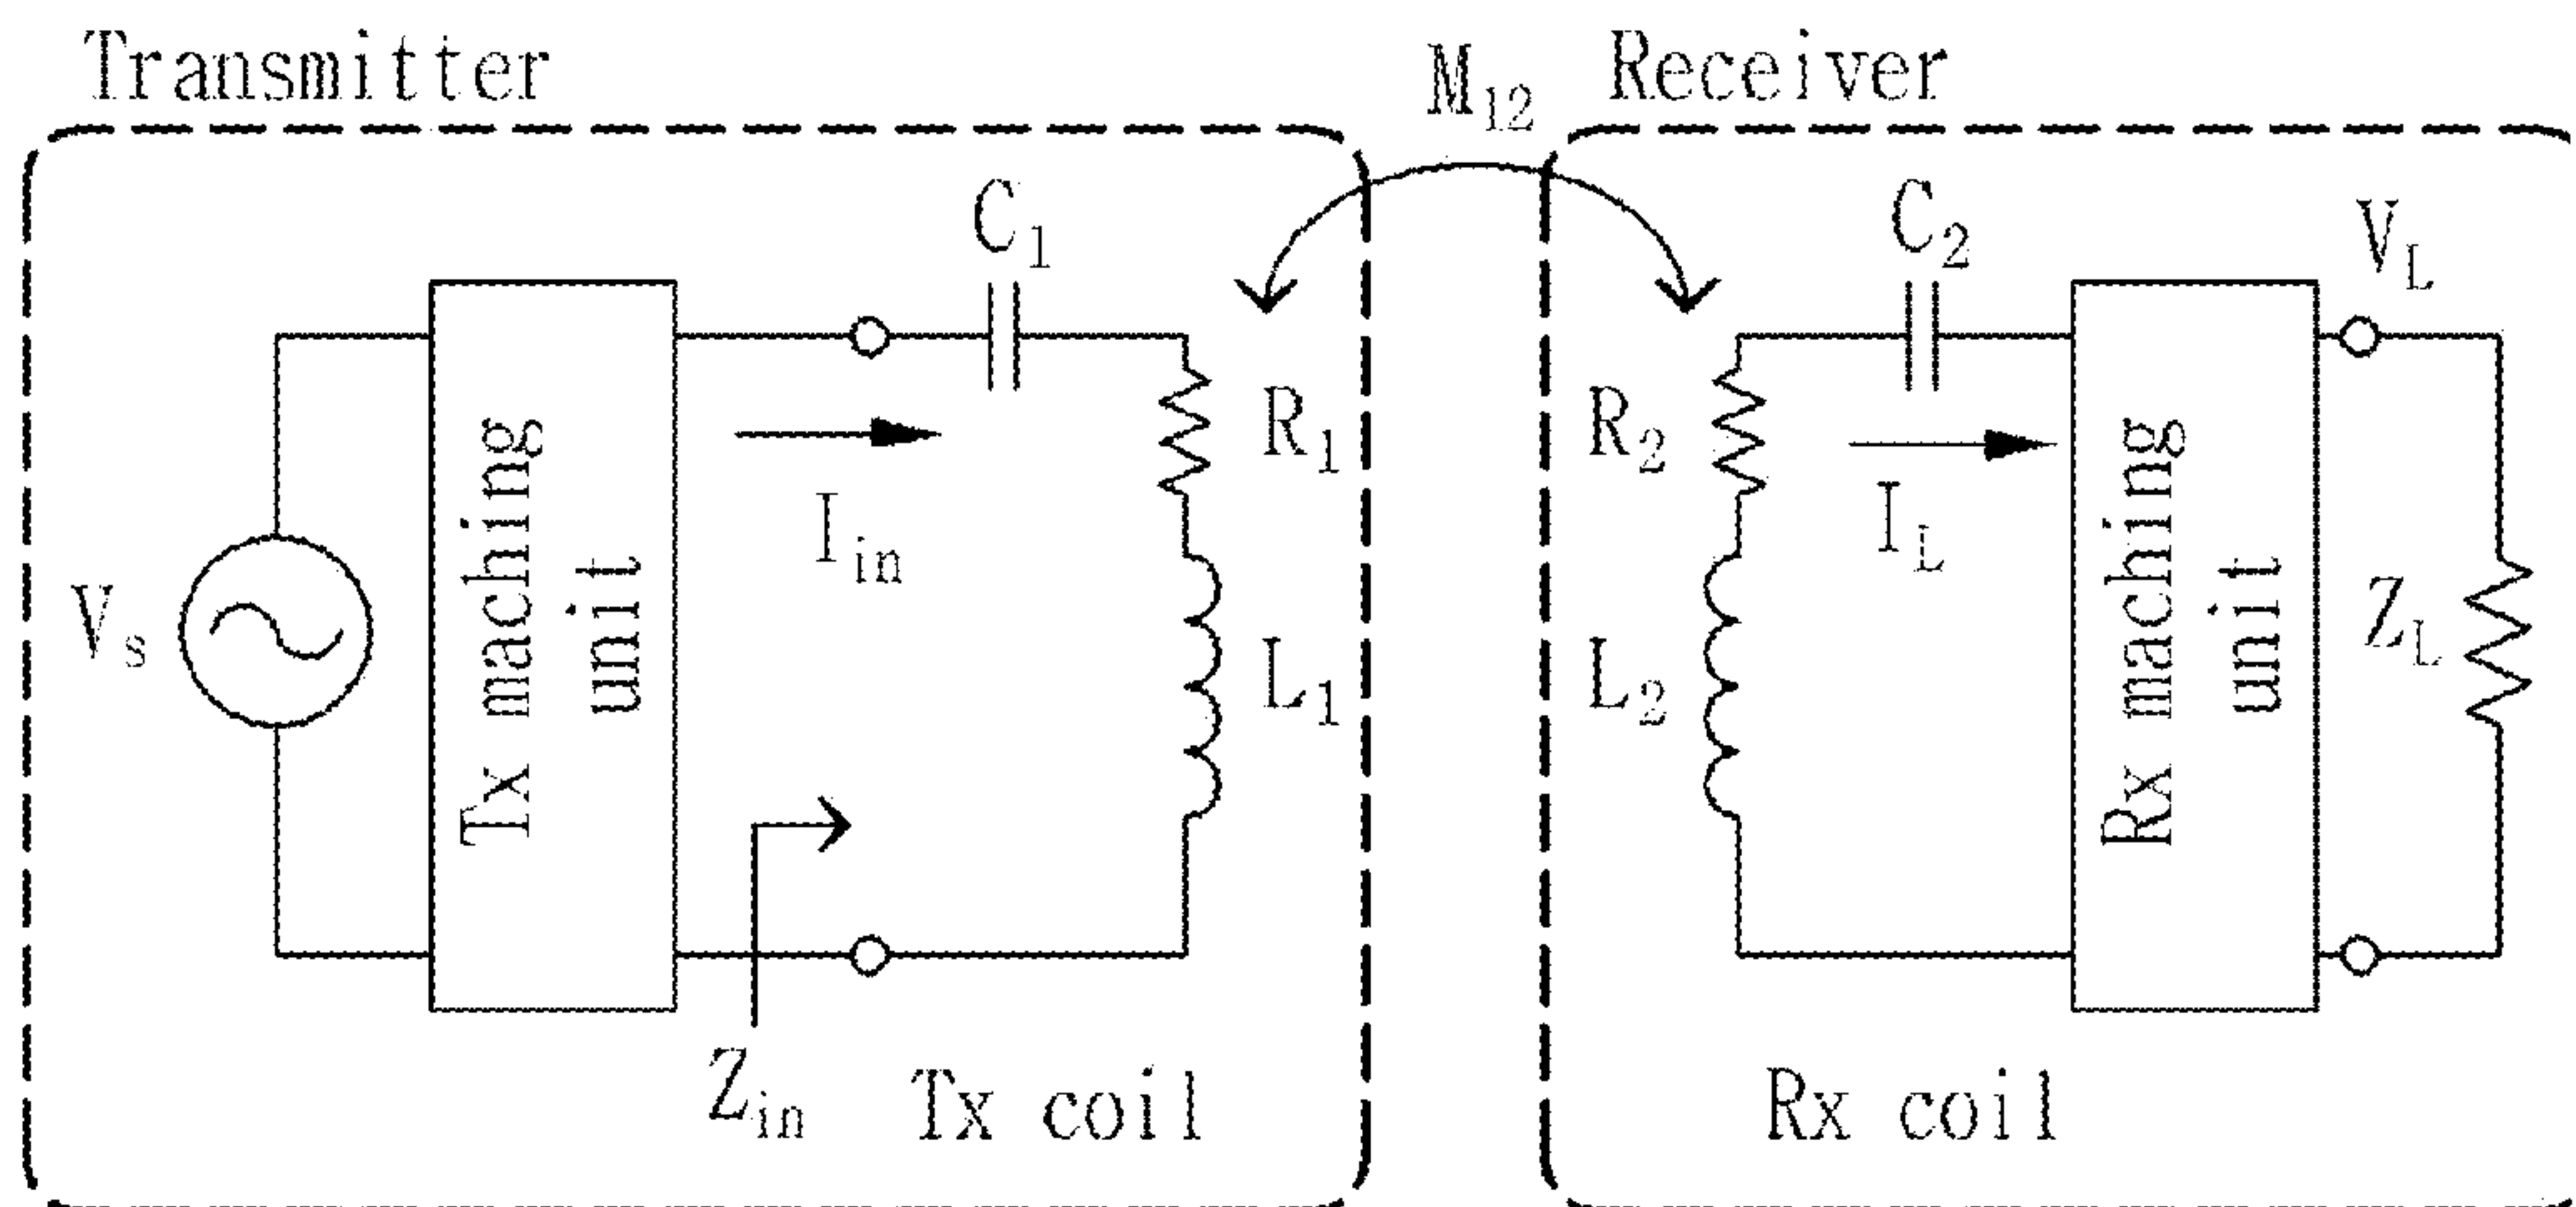 Transmitter
M12
Receiver
C1
C2
VL
Vs
Tx maching
unit
Iin
R1
L1
R2
L2
IL
Rx maching
unit
ZL
Zin
Tx coil
Rx coil